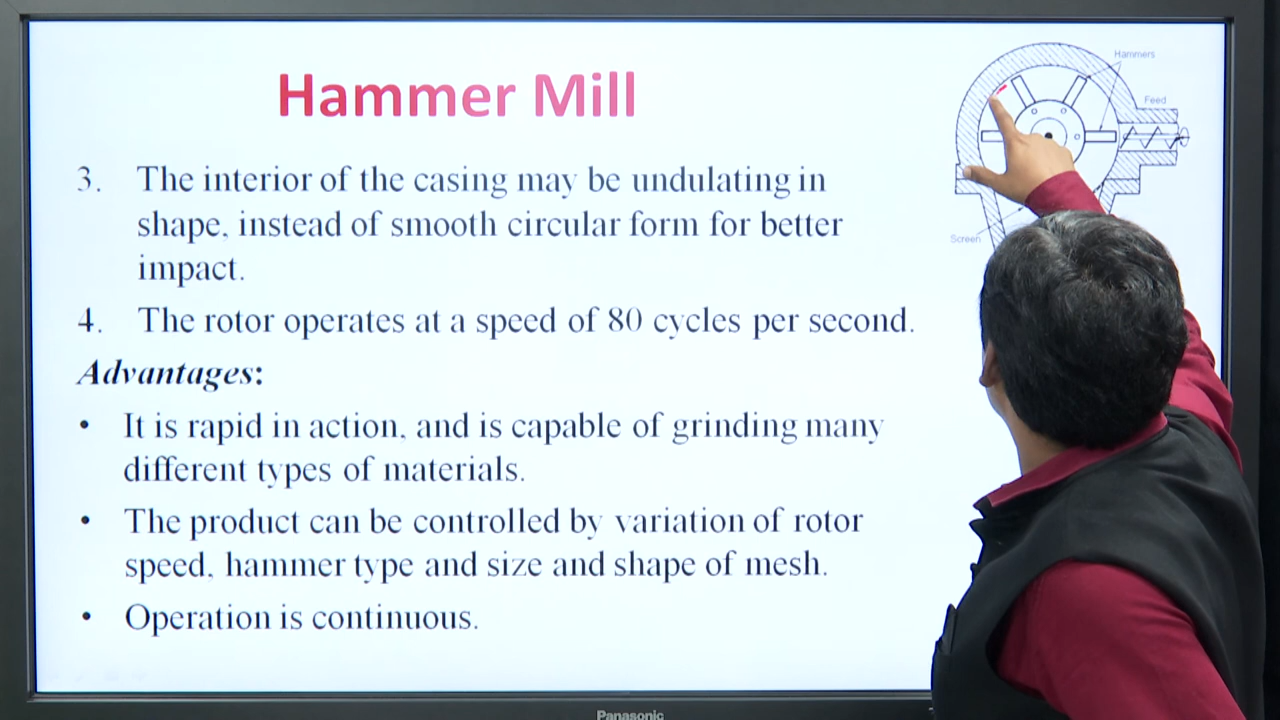 Hammer Mill
Hammers
Feed
3. The interior of the casing may be undulating in
shape, instead of smooth circular form for better
impact.
Screen
4. The rotor operates at a speed of 80 cycles per second.
Advantages:
• It is rapid in action, and is capable of grinding many
different types of materials.
• The product can be controlled by variation of rotor
speed, hammer type and size and shape of mesh.
• Operation is continuous.
Panasonic